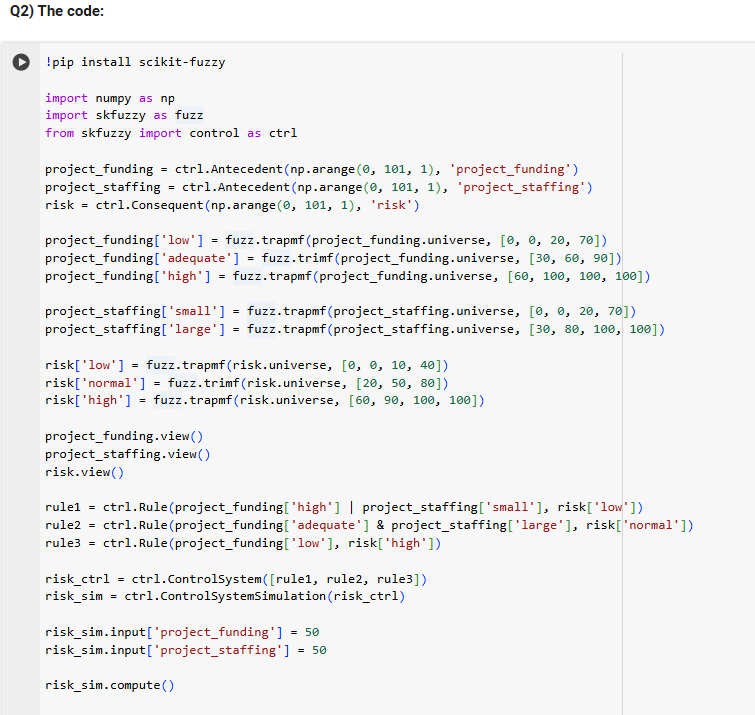 Q2) The code:
!pip install scikit-fuzzy
import numpy as np
import skfuzzy as fuzz
from skfuzzy import control as ctrl
project_funding = ctrl.Antecedent(np.arange(0, 101, 1), 'project_funding')
project_staffing = ctrl.Antecedent(np.arange(0, 101, 1), 'project_staffing')
risk = ctrl.Consequent(np.arange(0, 101, 1), 'risk')
project_funding['low'] = fuzz.trapmf(project_funding.universe, [0, 0, 20, 70])
project_funding['adequate'] = fuzz.trimf(project_funding.universe, [30, 60, 90])
project_funding['high'] = fuzz.trapmf(project_funding.universe, [60, 100, 100, 100])
project_staffing['small'] = fuzz.trapmf(project_staffing.universe, [0, 0, 20, 70])
project_staffing['large'] = fuzz.trapmf(project_staffing.universe, [30, 80, 100, 100])
risk['low'] = fuzz.trapmf(risk.universe, [0, 0, 10, 40])
risk['normal'] = fuzz.trimf(risk.universe, [20, 50, 80])
risk['high'] = fuzz.trapmf(risk.universe, [60, 90, 100, 100])
project_funding.view()
project_staffing.view()
risk.view()
rule1 = ctrl.Rule(project_funding['high'] | project_staffing['small'], risk['low'])
rule2 = ctrl.Rule(project_funding['adequate'] & project_staffing['large'], risk['normal'])
rule3 = ctrl.Rule(project_funding['low'], risk['high'])
risk_ctrl = ctrl.ControlSystem([rule1, rule2, rule3])
risk_sim = ctrl.ControlSystemSimulation(risk_ctrl)
risk_sim.input['project_funding'] = 50
risk_sim.input['project_staffing'] = 50
risk_sim.compute()